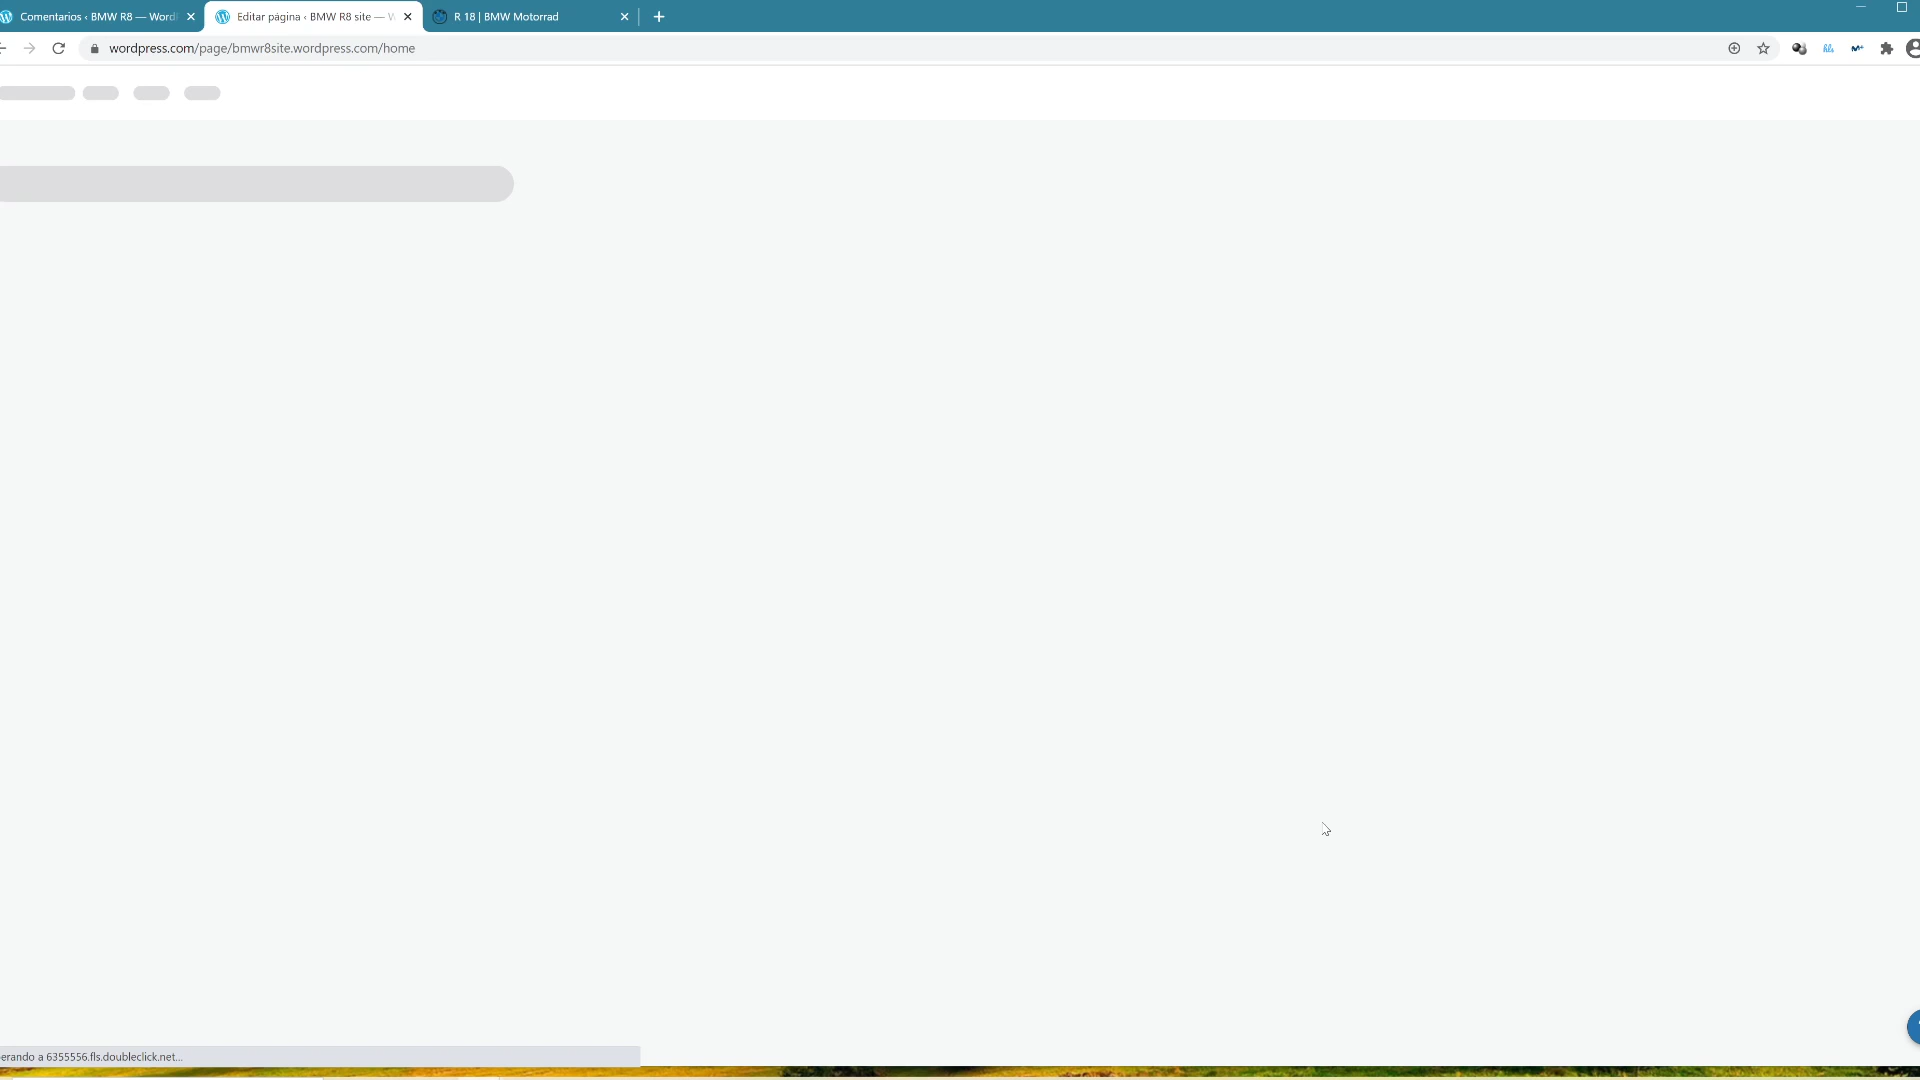 Comentarios ‹ BMW R8 — Word
Editar página ‹ BMW R8 site — W
R 18 | BMW Motorrad
wordpress.com/page/bmwr8site.wordpress.com/home
erando a 6355556.fls.doubleclick.net...